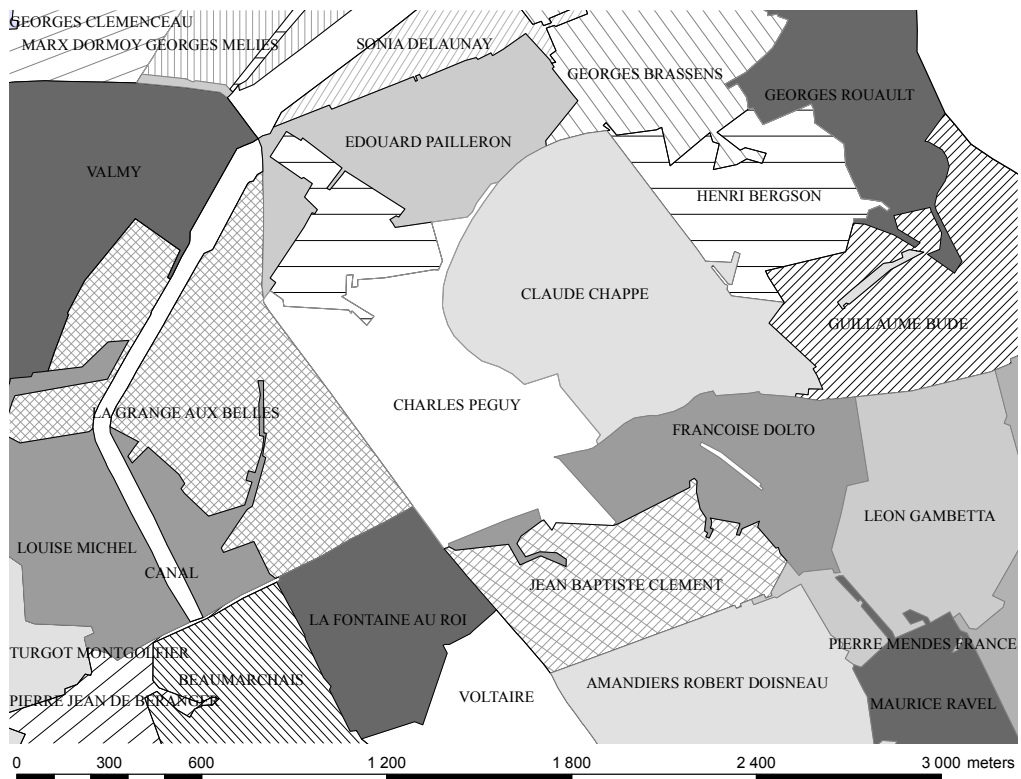 GEORGES CLEMENCEAU
MARX DORMOY GEORGES MELIES
SONIA DELAUNAY
GEORGES BRASSENS
GEORGES ROUAULT
EDOUARD PAILLERON
VALMY
HENRI BERGSON
CLAUDE CHAPPE
GUILLAUME BUDE
CHARLES PEGUY
LA GRANGE AUX BELLES
FRANCOISE DOLTO
LEON GAMBETTA
LOUISE MICHEL
CANAL
JEAN BAPTISTE CLEMENT
LA FONTAINE AU ROI
PIERRE MENDES FRANCE
TURGOT MONTGOLFIER
BEAUMARCHAIS
AMANDIERS ROBERT DOISNEAU
VOLTAIRE
PIERRE JEAN DE BERANGER
MAURICE RAVEL
0 300 600 1 200 1 800 2 400 3 000 meters